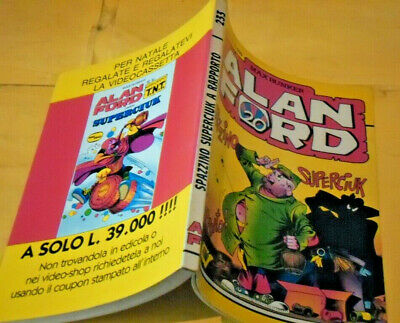 PER NATALE
REGALATE E REGALATEVI
LA VIDEOCASSETTA
ALAN
FORD
T.N.T.
SUPERCIUK
A SOLO L. 39.000 !!!!
Non trovandola in edicola o
nei video-shop richiedetela a noi
usando il coupon stampato all'interno
SPAZZINO SUPERCIUK A RAPPORTO
235
MAX BUNKER
ALAN
FORD
SUPERCIUK